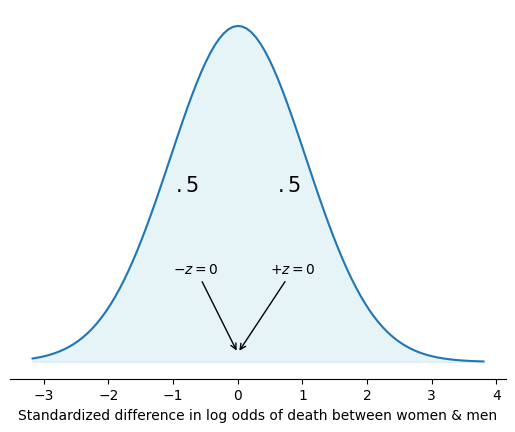 .5 .5
−z = 0 +z = 0
−3 −2 −1 0 1 2 3 4
Standardized difference in log odds of death between women & men